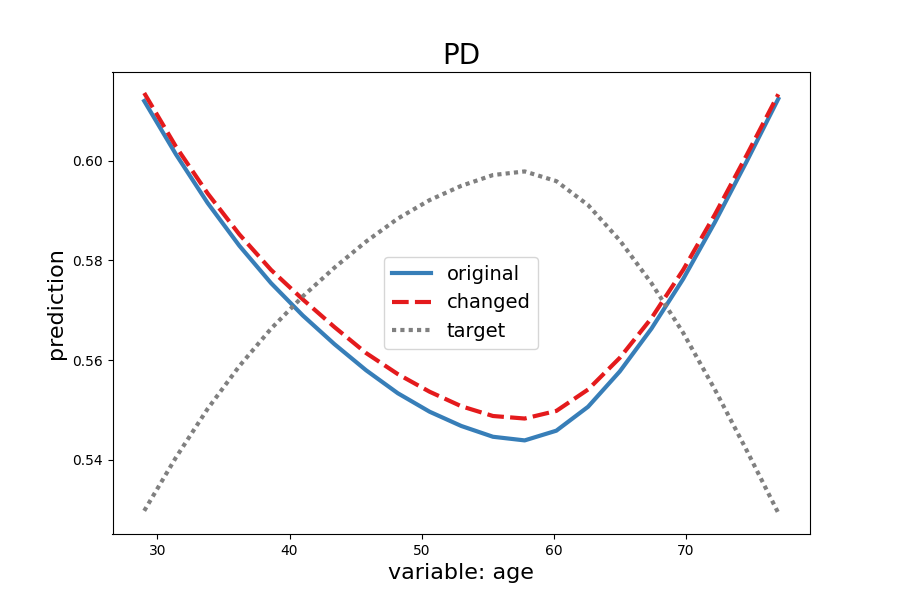 PD
prediction
0.60
0.58
0.56
0.54
original
changed
target
30 40 50 60 70
variable: age